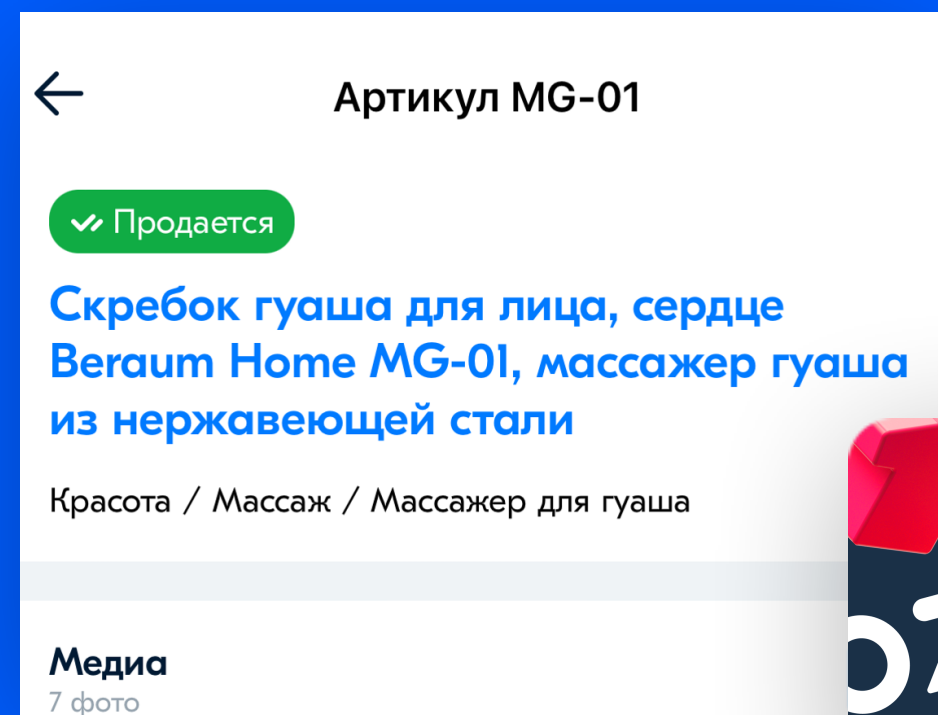 Артикул MG-01
Продается
Скребок гуаша для лица, сердце
Beraum Home MG-01, массажер гуаша
из нержавеющей стали
Красота / Массаж / Массажер для гуаша
Медиа
7 фото